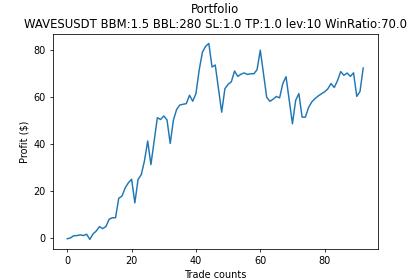 Portfolio
WAVESUSDT BBM:1.5 BBL:280 SL:1.0 TP:1.0 lev:10 WinRatio:70.0
80
60
40
20
0
Profit ($)
0 20 40 60 80
Trade counts